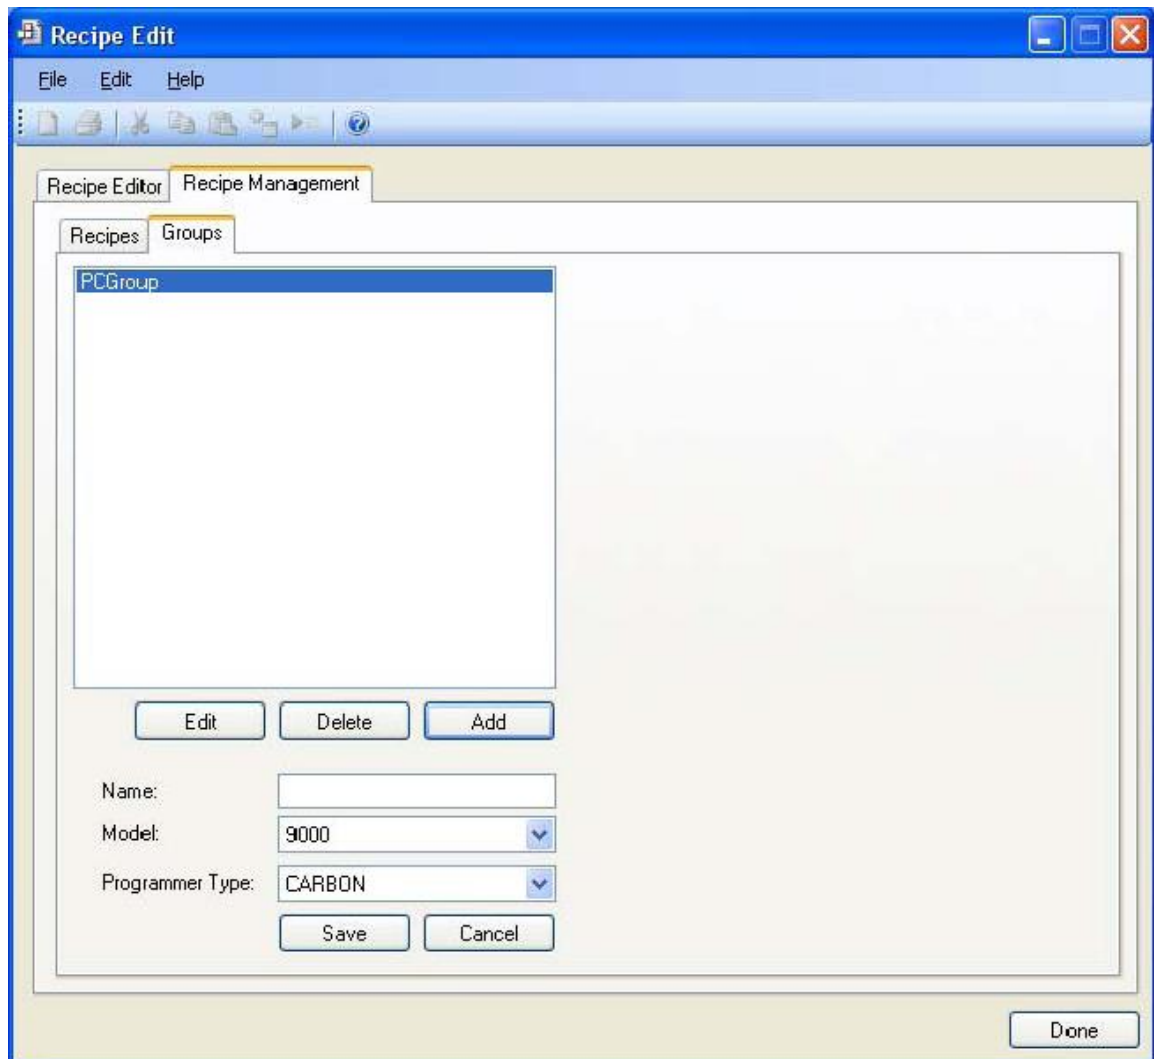 Recipe Edit
File Edit Help
Recipe Editor Recipe Management
Recipes Groups
PCGroup
Edit Delete Add
Name:
Model: 9000
Programmer Type: CARBON
Save Cancel
Done